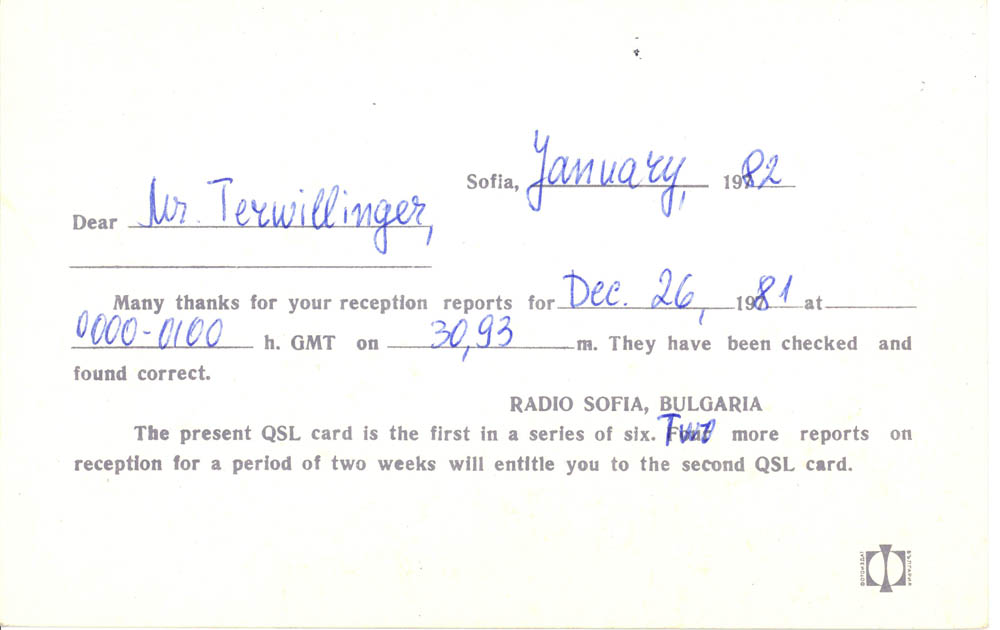 Sofia, January, 1982
Dear Mr. Terwillinger,
Many thanks for your reception reports for Dec. 26, 1981 at
0000-0100 h. GMT on 30,93 m. They have been checked and
found correct.
RADIO SOFIA, BULGARIA
The present QSL card is the first in a series of six. Two more reports on
reception for a period of two weeks will entitle you to the second QSL card.